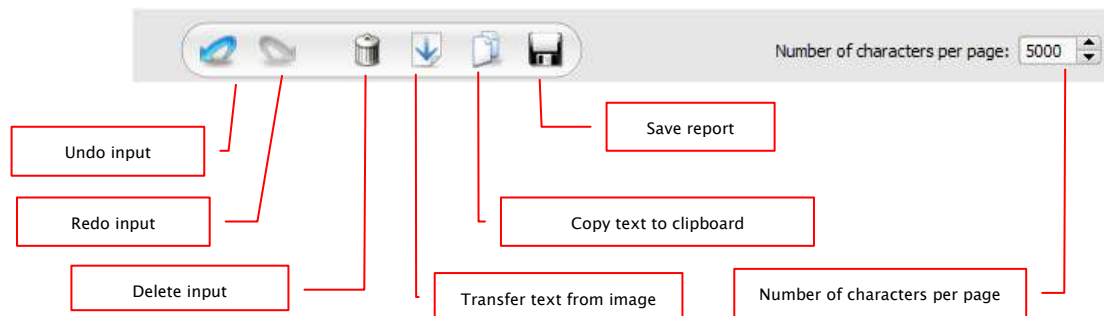 Number of characters per page: 5000
Save report
Undo input
Redo input
Copy text to clipboard
Delete input
Transfer text from image
Number of characters per page